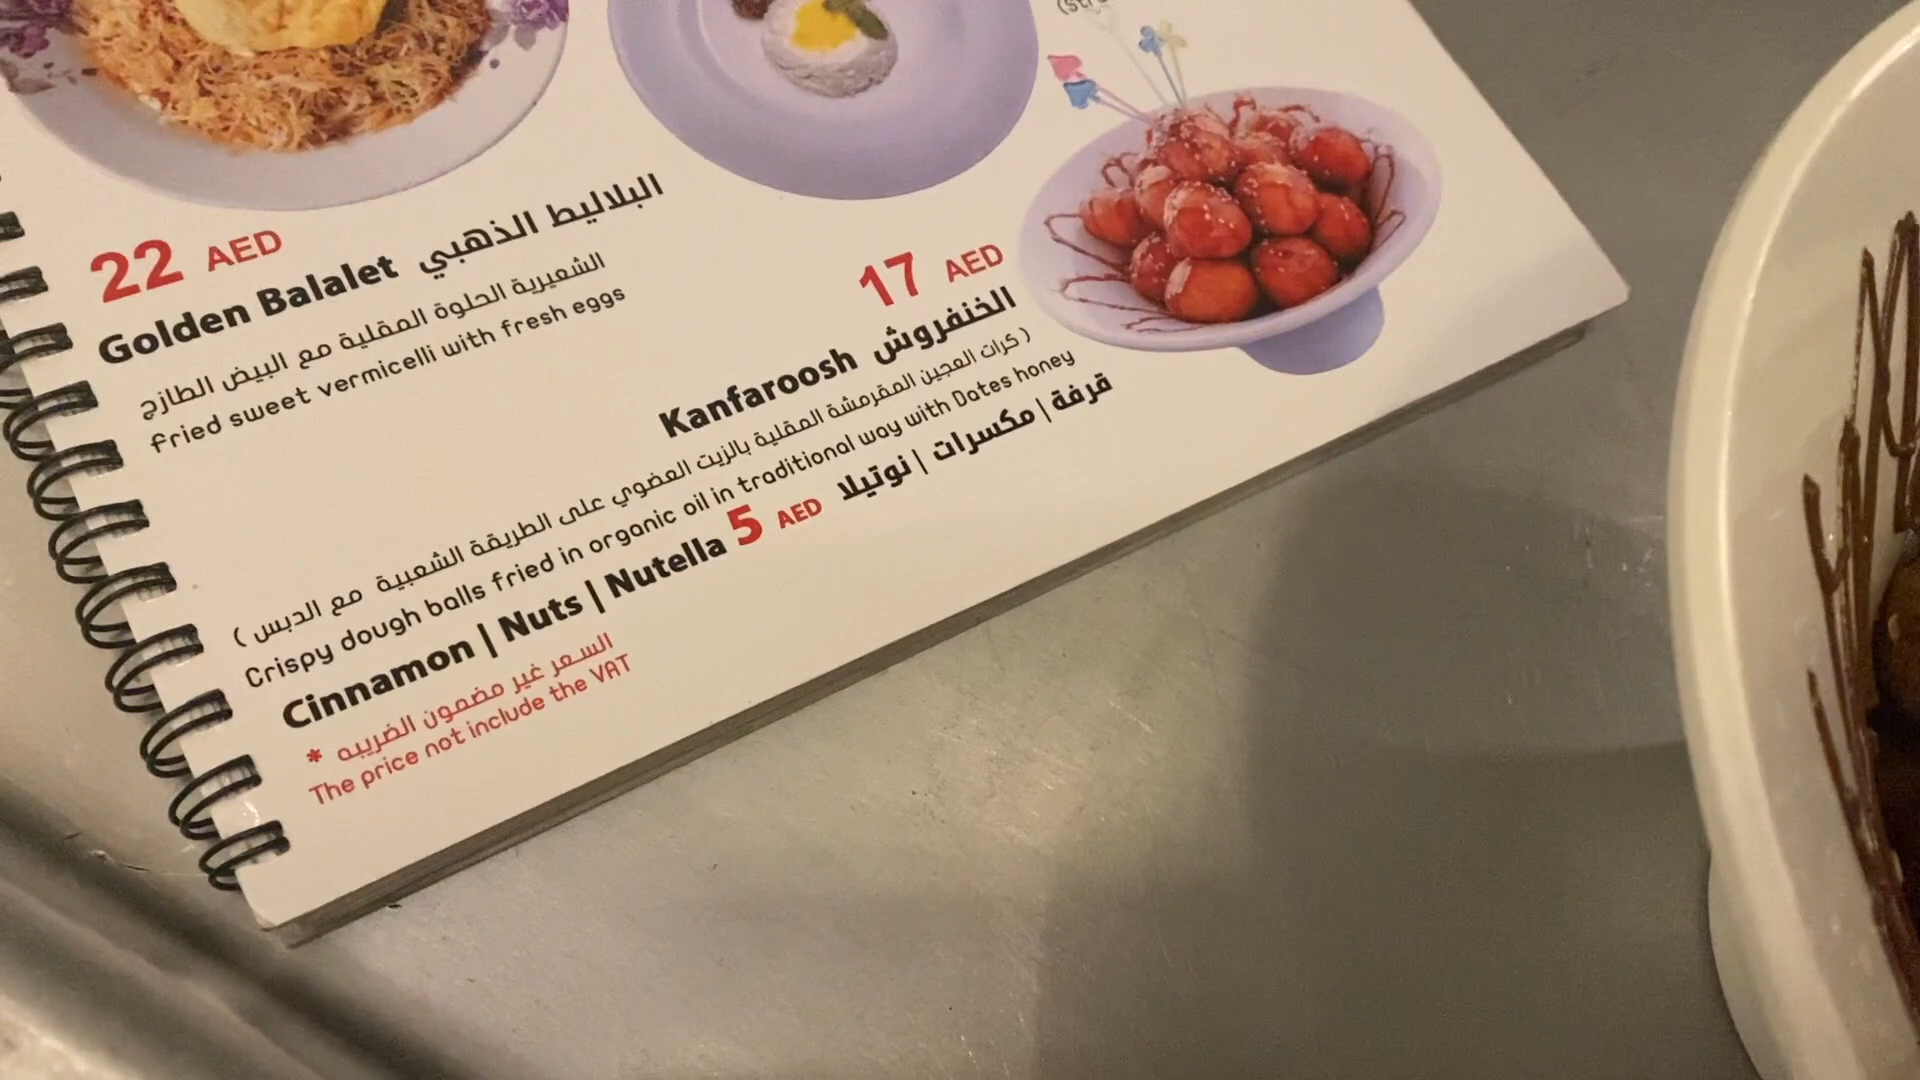 22 AED
Golden Balalet البلاليط الذهبي
الشعيرية الحلوة المقلية مع البيض الطازج
fried sweet vermicelli with fresh eggs
17 AED
Kanfaroosh الخنفروش
( كرات العجين المقرمشة المقلية بالزيت العضوي على الطريقة الشعبية مع الدبس )
Crispy dough balls fried in organic oil in traditional way with Dates honey
Cinnamon | Nuts | Nutella 5 AED قرفة | مكسرات | نوتيلا
* السعر غير مضمون الضريبه
The price not include the VAT